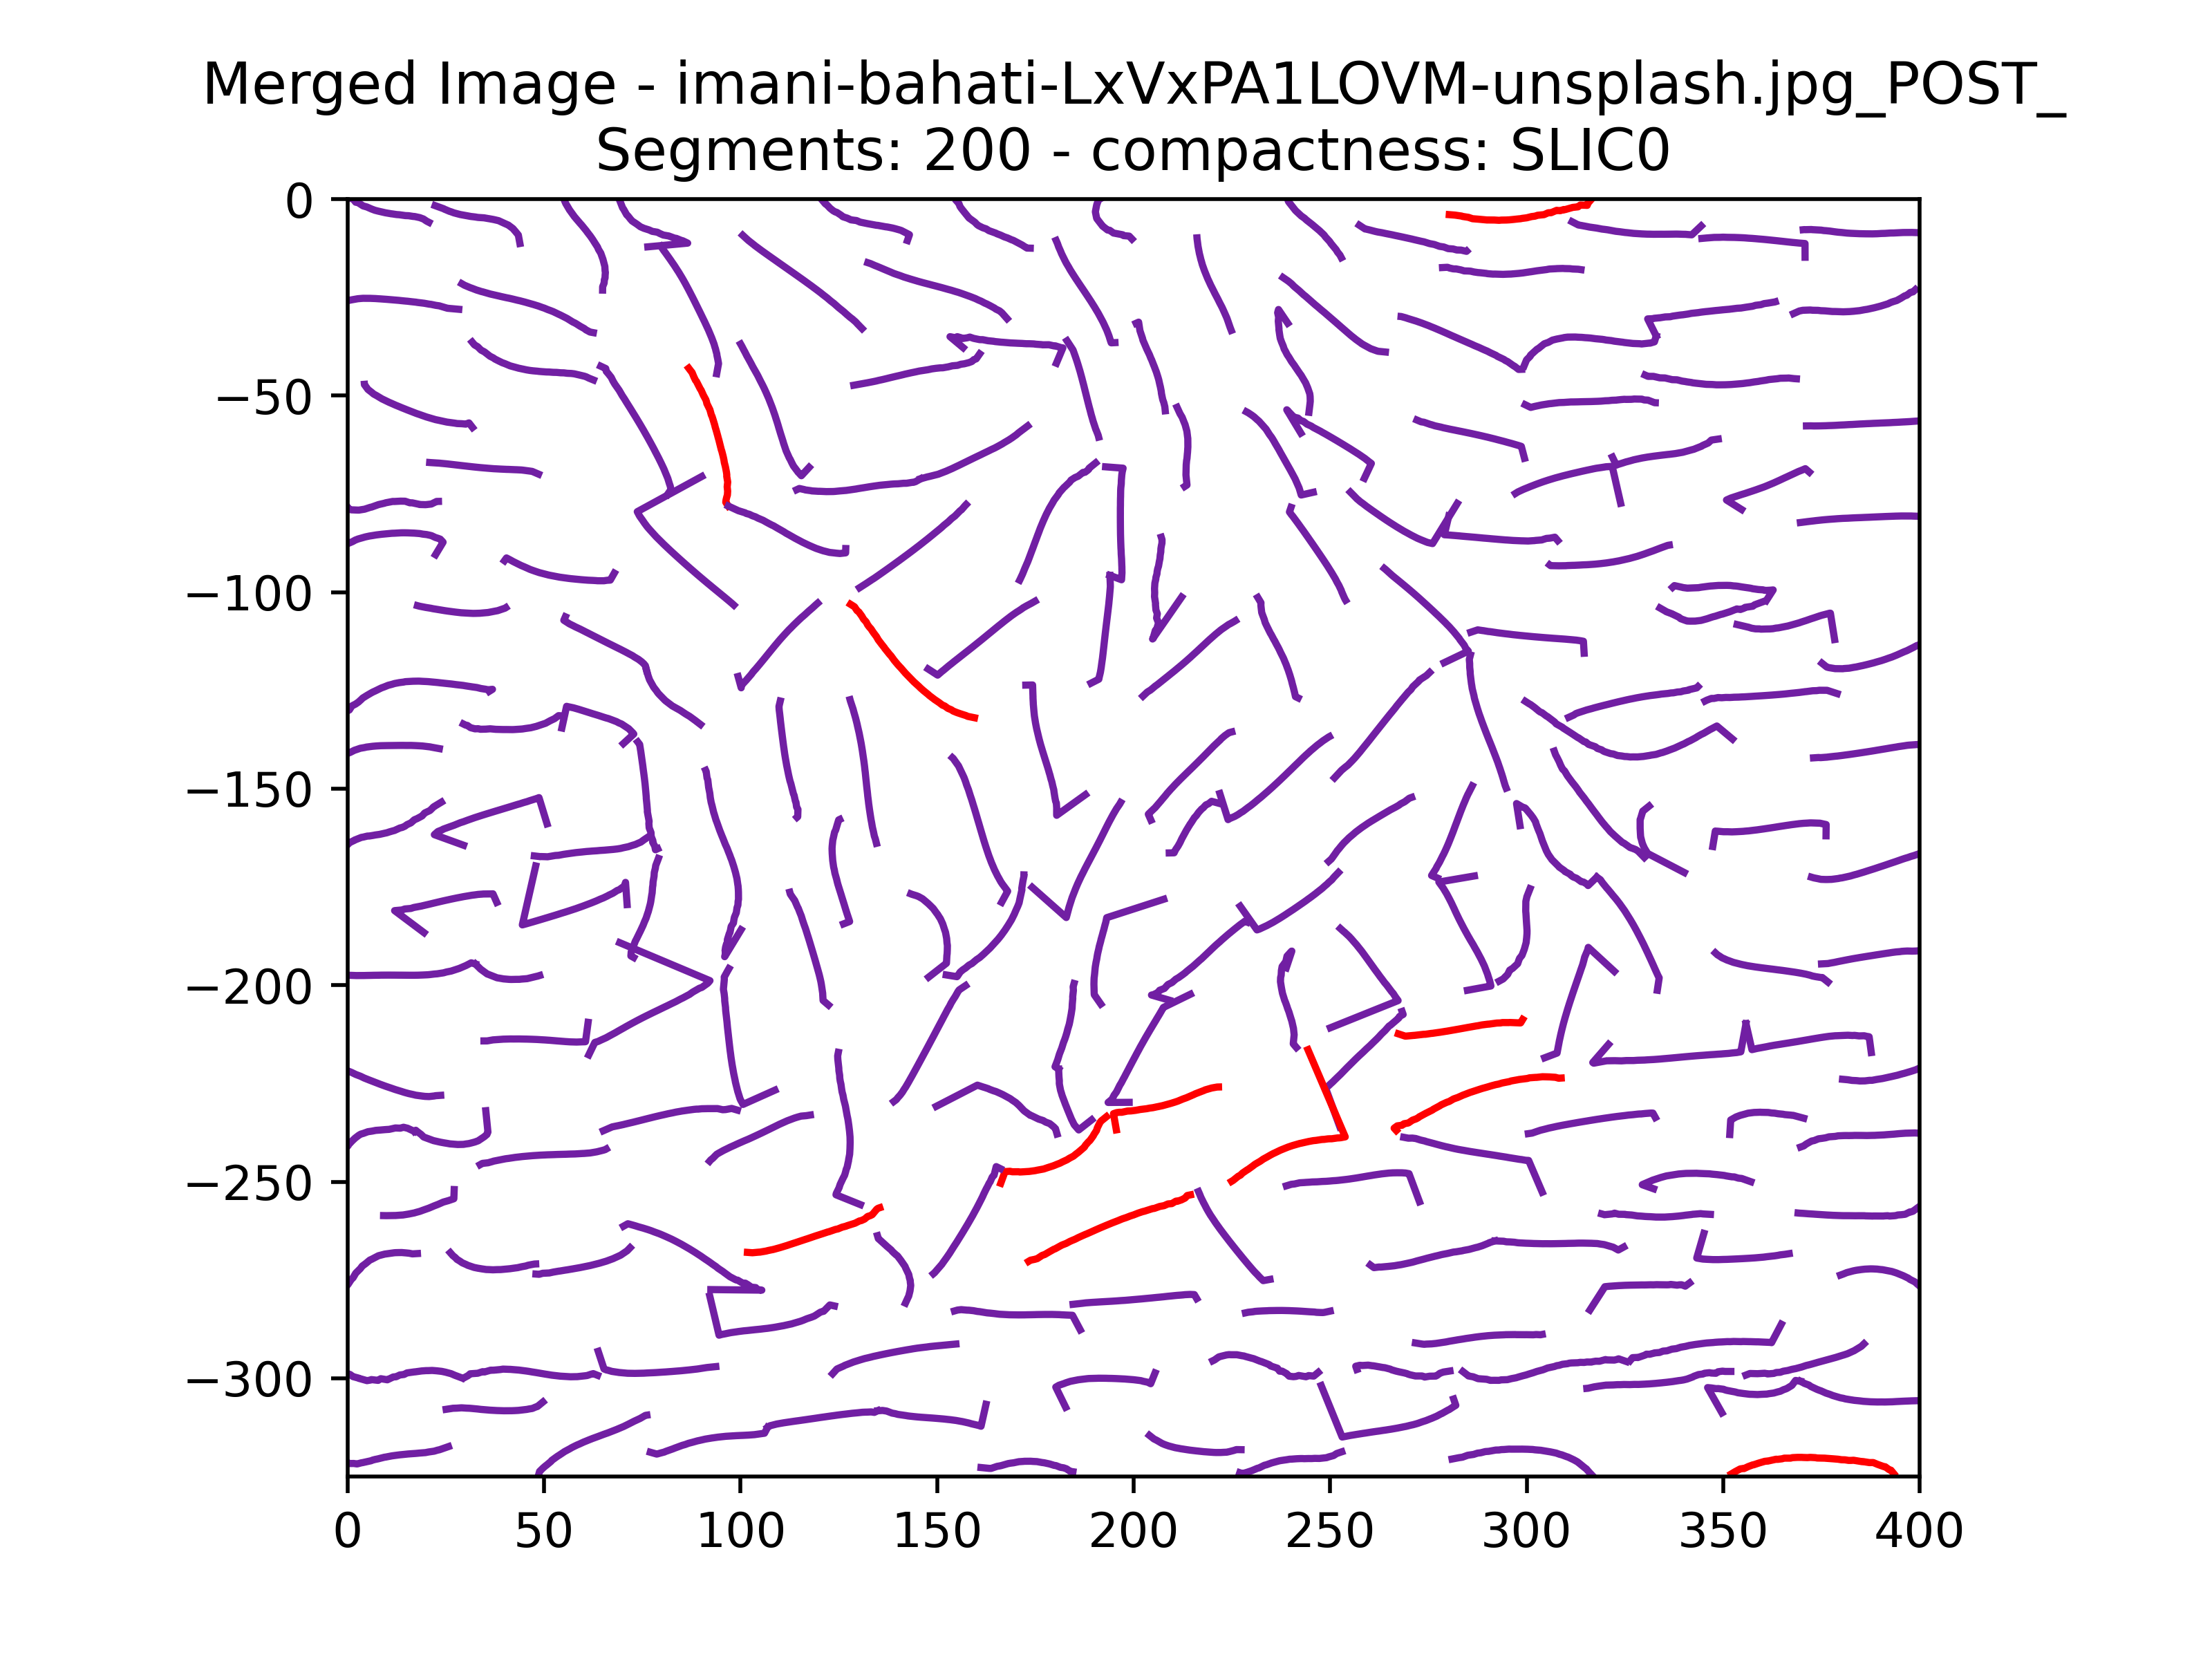 Merged Image - imani-bahati-LxVxPA1LOVM-unsplash.jpg_POST_
Segments: 200 - compactness: SLIC0
0
−50
−100
−150
−200
−250
−300
0 50 100 150 200 250 300 350 400